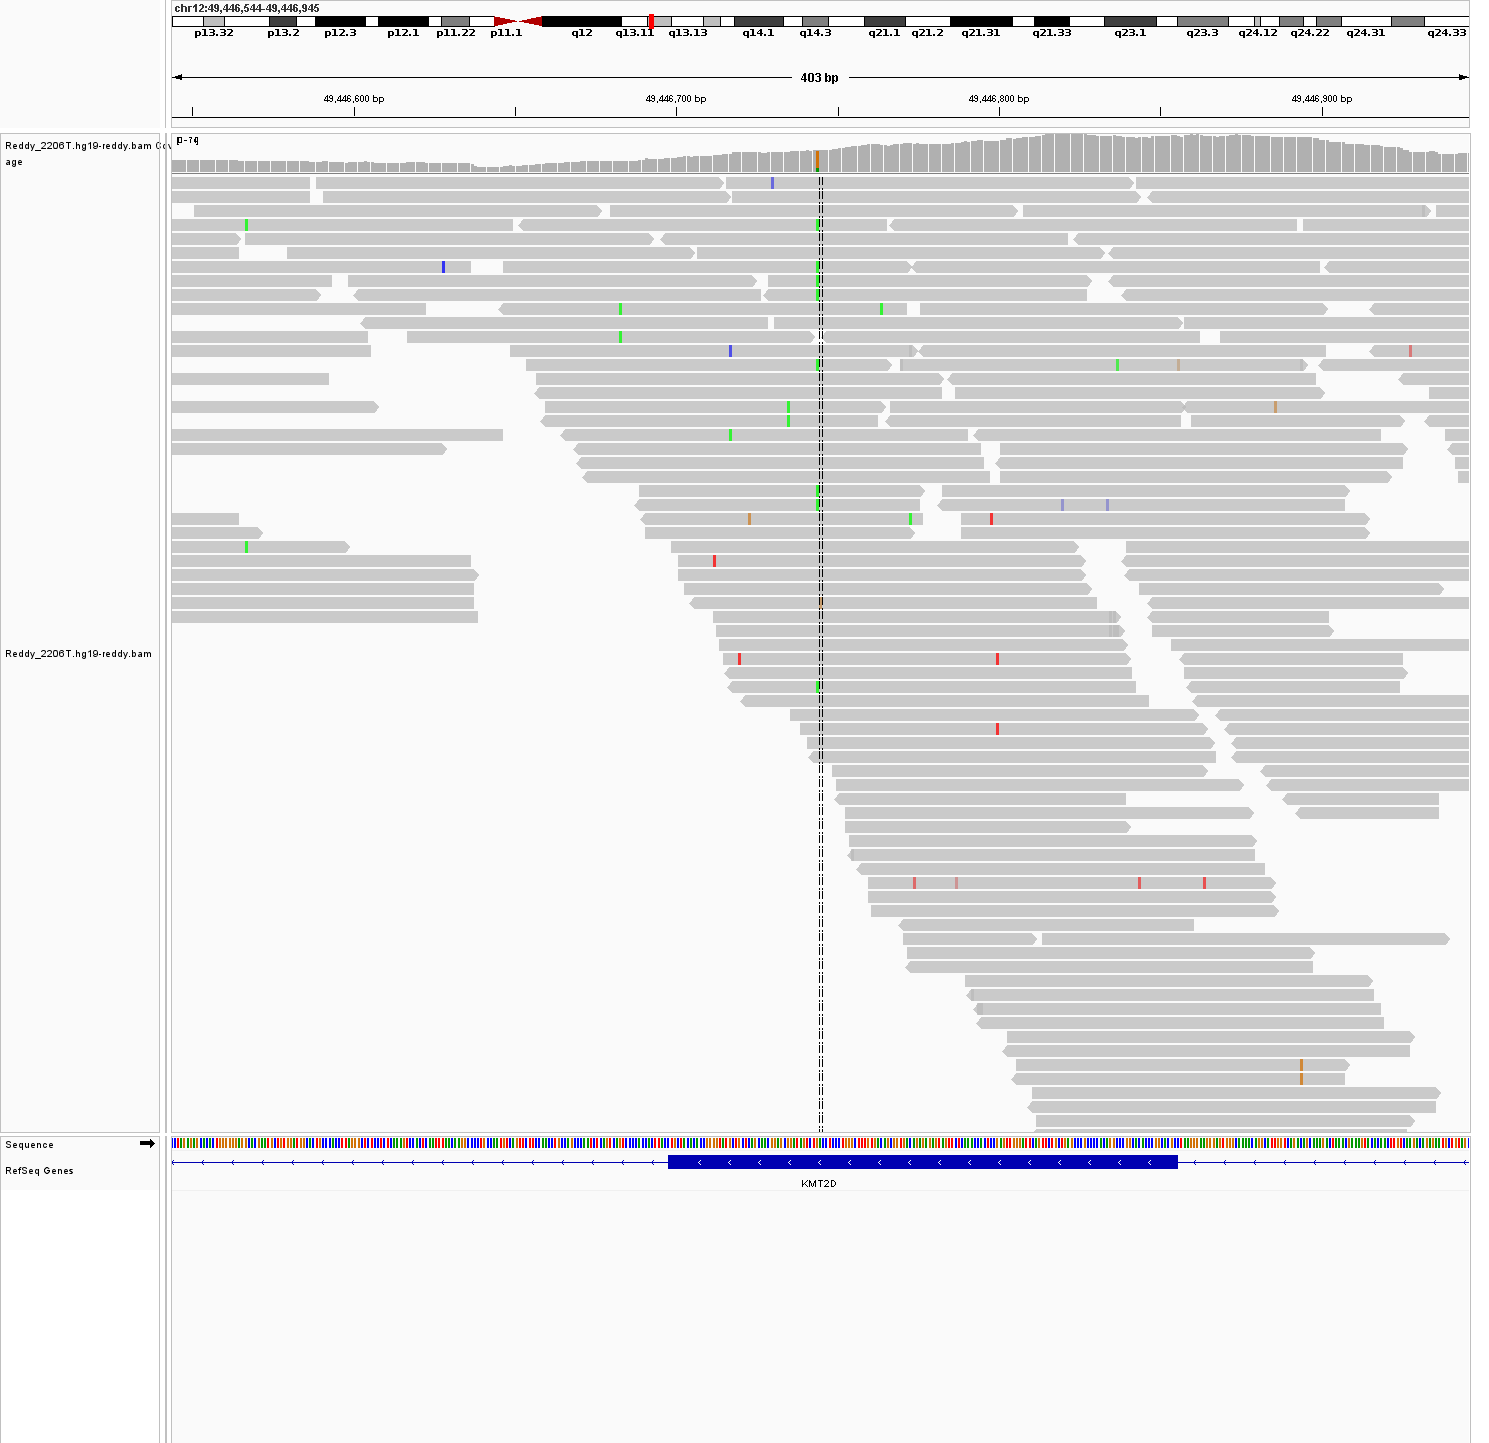 chr12:49,446,544-49,446,945
p13.32 p13.2 p12.3 p12.1 p11.22 p11.1 q12 q13.11 q13.13 q14.1 q14.3 q21.1 q21.2 q21.31 q21.33 q23.1 q23.3 q24.12 q24.22 q24.31 q24.33
403 bp
49,446,600 bp 49,446,700 bp 49,446,800 bp 49,446,900 bp
[0-74]
Reddy_2206T.hg19-reddy.bam Cov
age
Reddy_2206T.hg19-reddy.bam
Sequence
RefSeq Genes
KMT2D